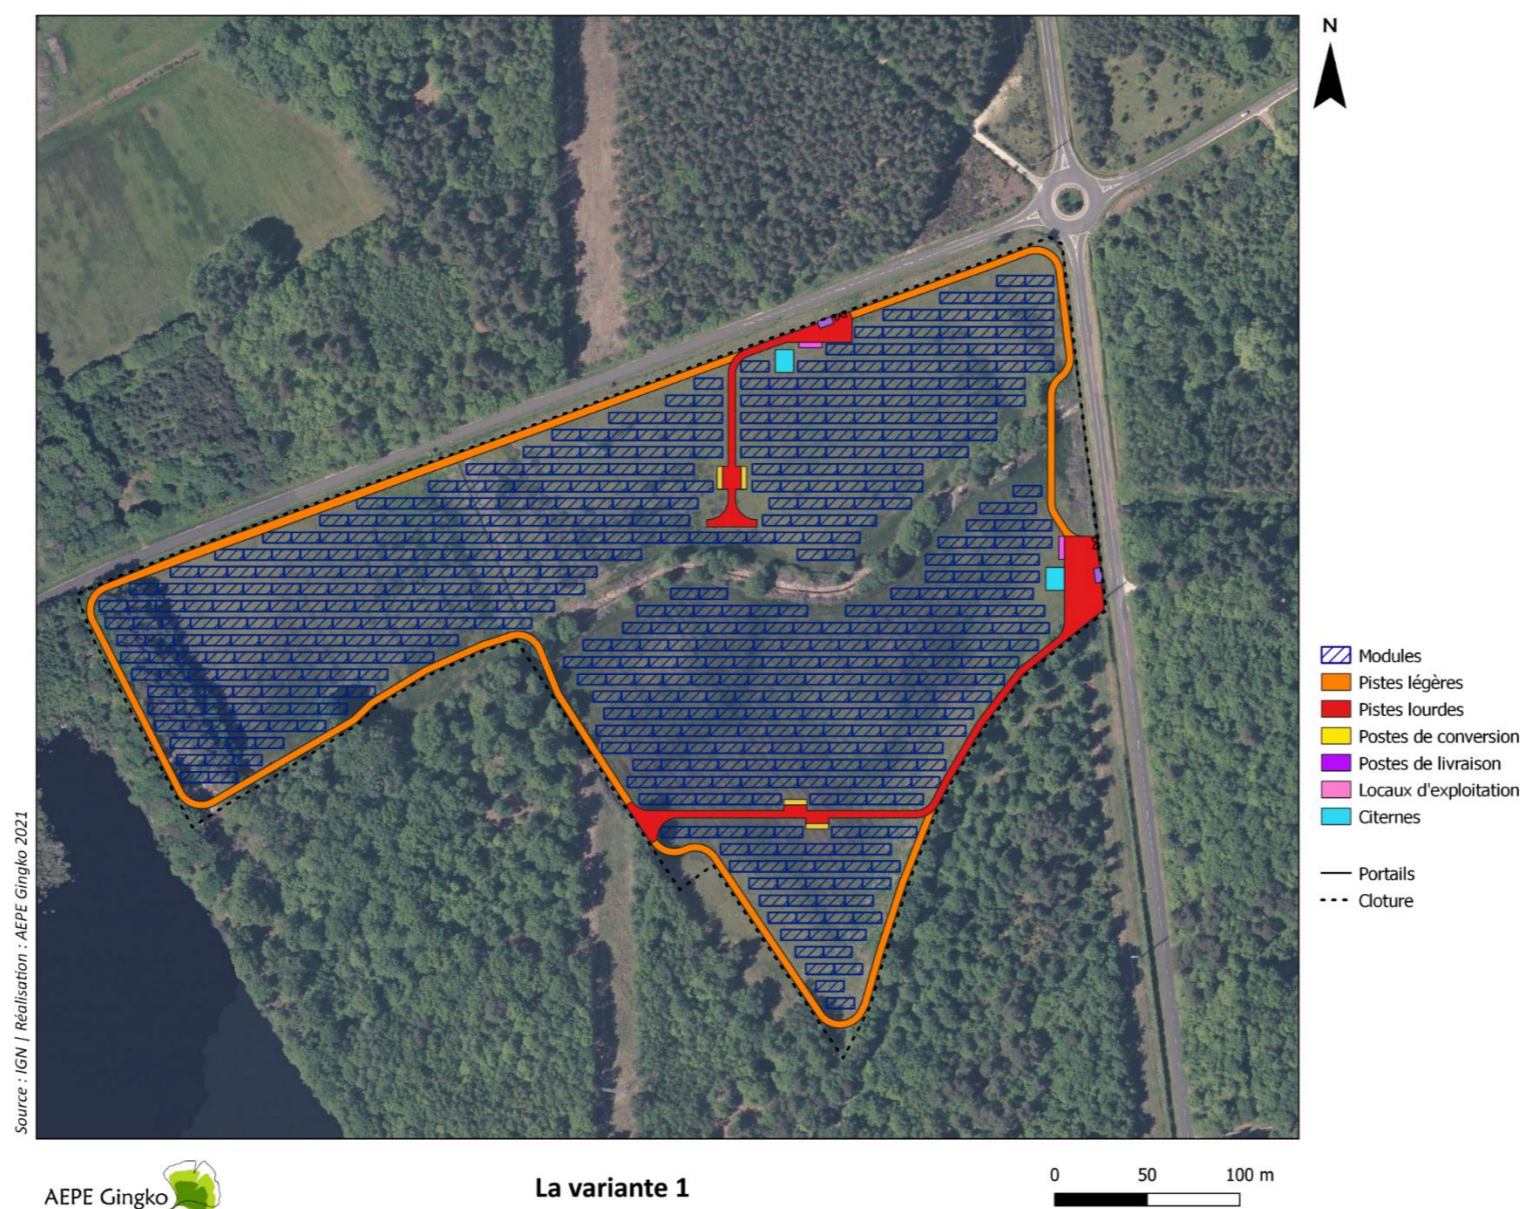 N
Modules
Pistes légères
Pistes lourdes
Postes de conversion
Postes de livraison
Locaux d'exploitation
Citernes
Portails
Cloture
Source : IGN | Réalisation : AEPE Gingko 2021
AEPE Gingko
La variante 1
0 50 100 m